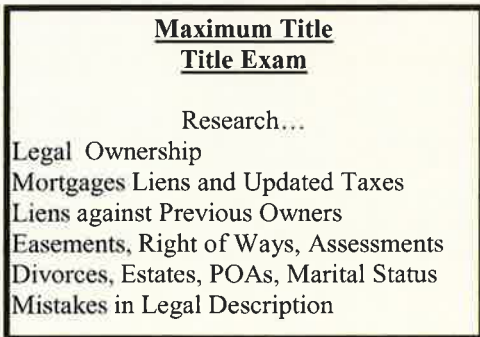 Maximum Title
Title Exam
Research...
Legal Ownership
Mortgages Liens and Updated Taxes
Liens against Previous Owners
Easements, Right of Ways, Assessments
Divorces, Estates, POAs, Marital Status
Mistakes in Legal Description